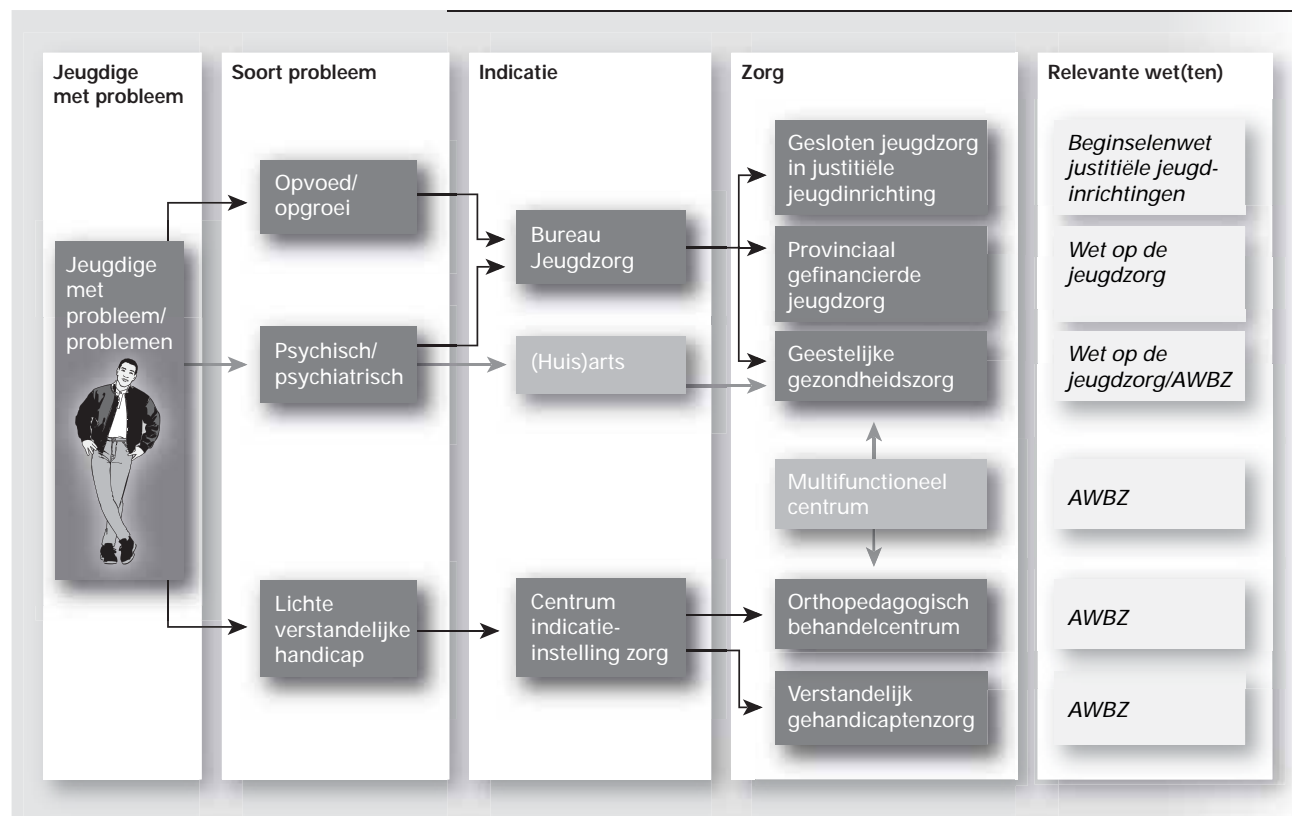 Jeugdige
met probleem
Soort probleem
Indicatie
Zorg
Relevante wet(ten)
Jeugdige
met
probleem/
problemen
Opvoed/
opgroei
Psychisch/
psychiatrisch
Lichte
verstandelijke
handicap
Bureau
Jeugdzorg
(Huis)arts
Centrum
indicatie-
instelling zorg
Gesloten jeugdzorg
in justitiële
jeugdinrichting
Provinciaal
gefinancierde
jeugdzorg
Geestelijke
gezondheidszorg
Multifunctioneel
centrum
Orthopedagogisch
behandelcentrum
Verstandelijk
gehandicaptenzorg
Beginselenwet
justitiële jeugd-
inrichtingen
Wet op de
jeugdzorg
Wet op de
jeugdzorg/AWBZ
AWBZ
AWBZ
AWBZ